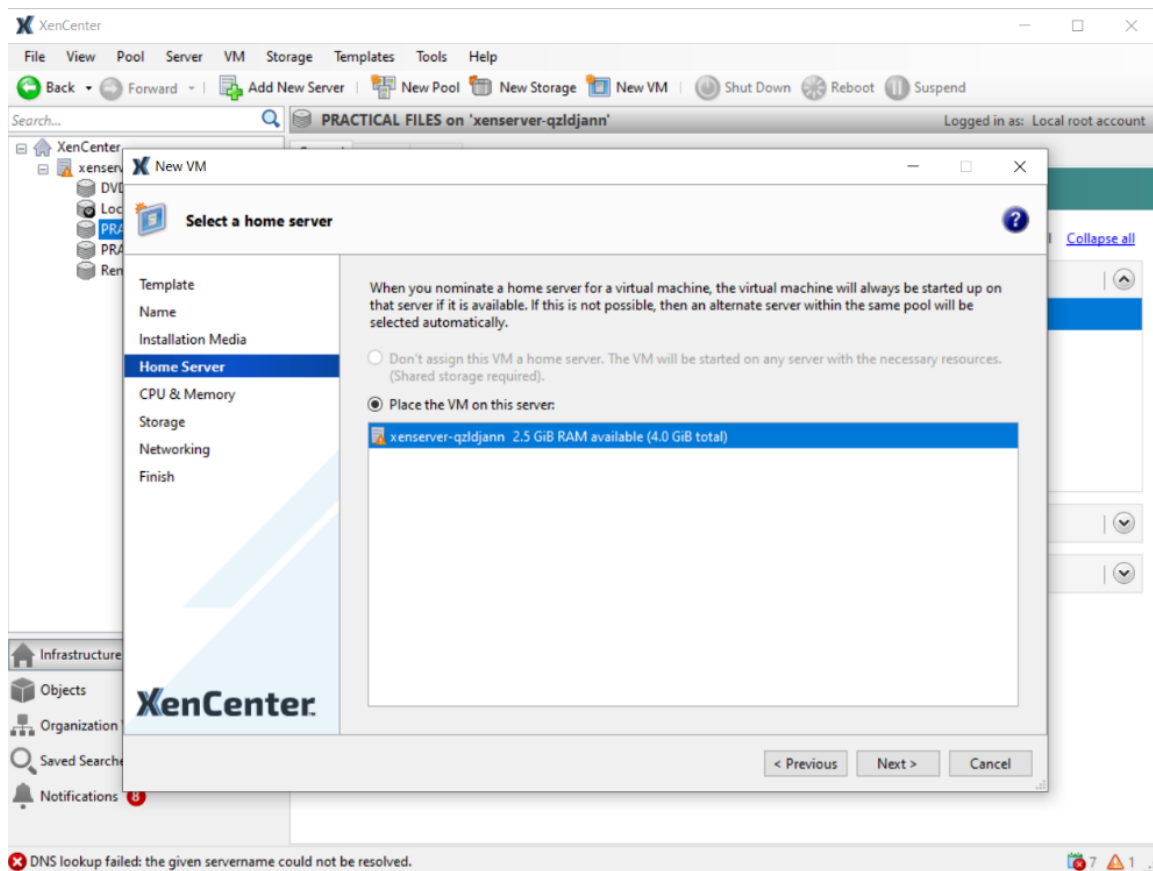 XenCenter
File View Pool Server VM Storage Templates Tools Help
Back Forward Add New Server New Pool New Storage New VM Shut Down Reboot Suspend
Search... PRACTICAL FILES on 'xenserver-qzldjann' Logged in as: Local root account
XenCenter
xenserv
DVD
Loc
PRA
PRA
Ren
Collapse all
New VM
Select a home server
Template
Name
Installation Media
Home Server
CPU & Memory
Storage
Networking
Finish
XenCenter
When you nominate a home server for a virtual machine, the virtual machine will always be started up on
that server if it is available. If this is not possible, then an alternate server within the same pool will be
selected automatically.
Don't assign this VM a home server. The VM will be started on any server with the necessary resources.
(Shared storage required).
Place the VM on this server:
xenserver-qzldjann 2.5 GiB RAM available (4.0 GiB total)
< Previous Next > Cancel
Infrastructure
Objects
Organization
Saved Searche
Notifications 8
DNS lookup failed: the given servername could not be resolved. 7 1